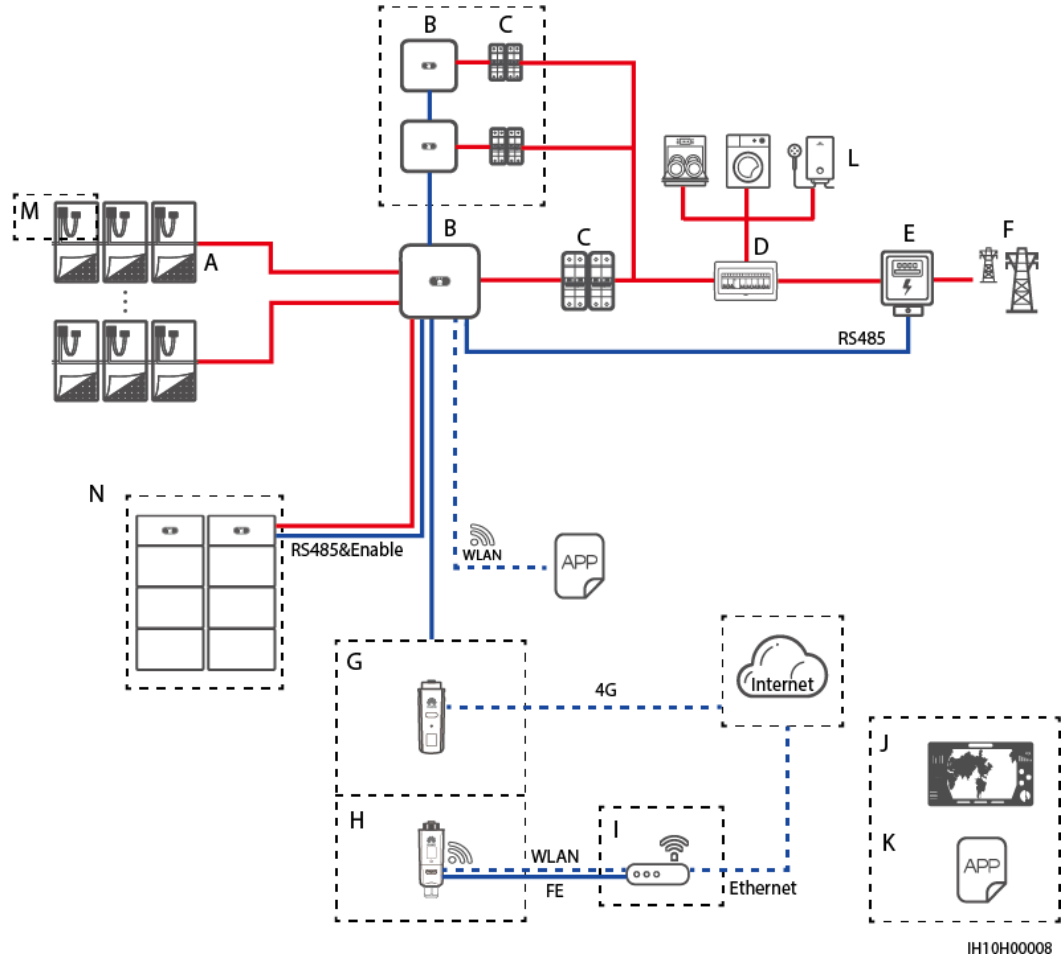 B
C
M
A
B
C
L
D
E
F
RS485
N
RS485&Enable
WLAN
APP
G
4G
Internet
H
WLAN
FE
I
Ethernet
J
K
APP
IH10H00008